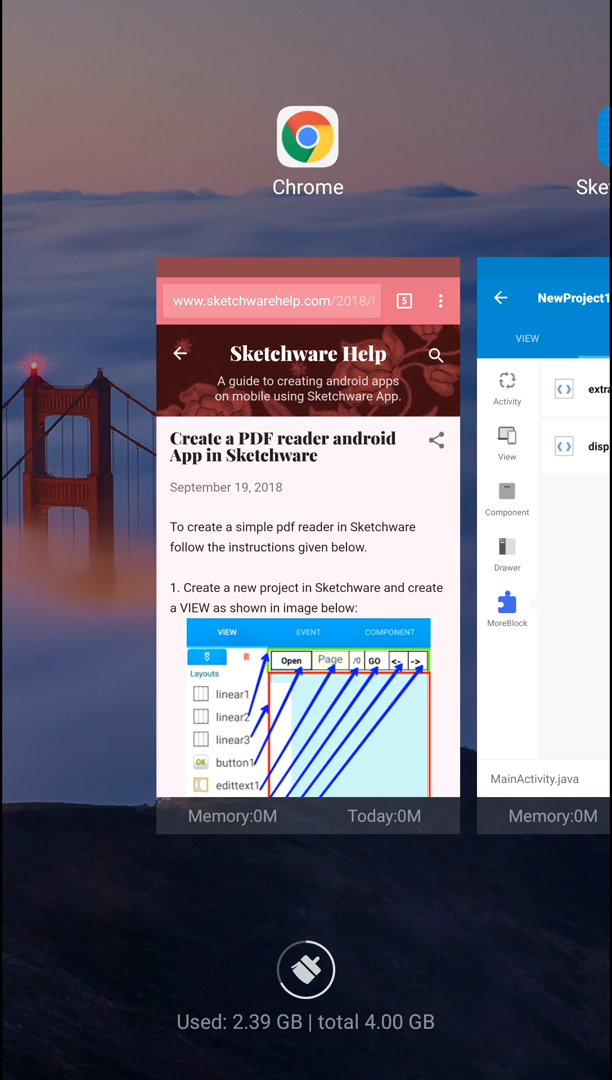 Chrome
Ske
www.sketchwarehelp.com/2018/
5
Sketchware Help
A guide to creating android apps
on mobile using Sketchware App.
Create a PDF reader android
App in Sketchware
September 19, 2018
To create a simple pdf reader in Sketchware
follow the instructions given below.
1. Create a new project in Sketchware and create
a VIEW as shown in image below:
VIEW EVENT COMPONENT
Layouts
Open Page /0 GO <- ->
linear1
linear2
linear3
OK button1
edittext1
Memory:0M Today:0M
NewProject1
VIEW
Activity
extra
View
disp
Component
Drawer
MoreBlock
MainActivity.java
Memory:0M
Used: 2.39 GB | total 4.00 GB